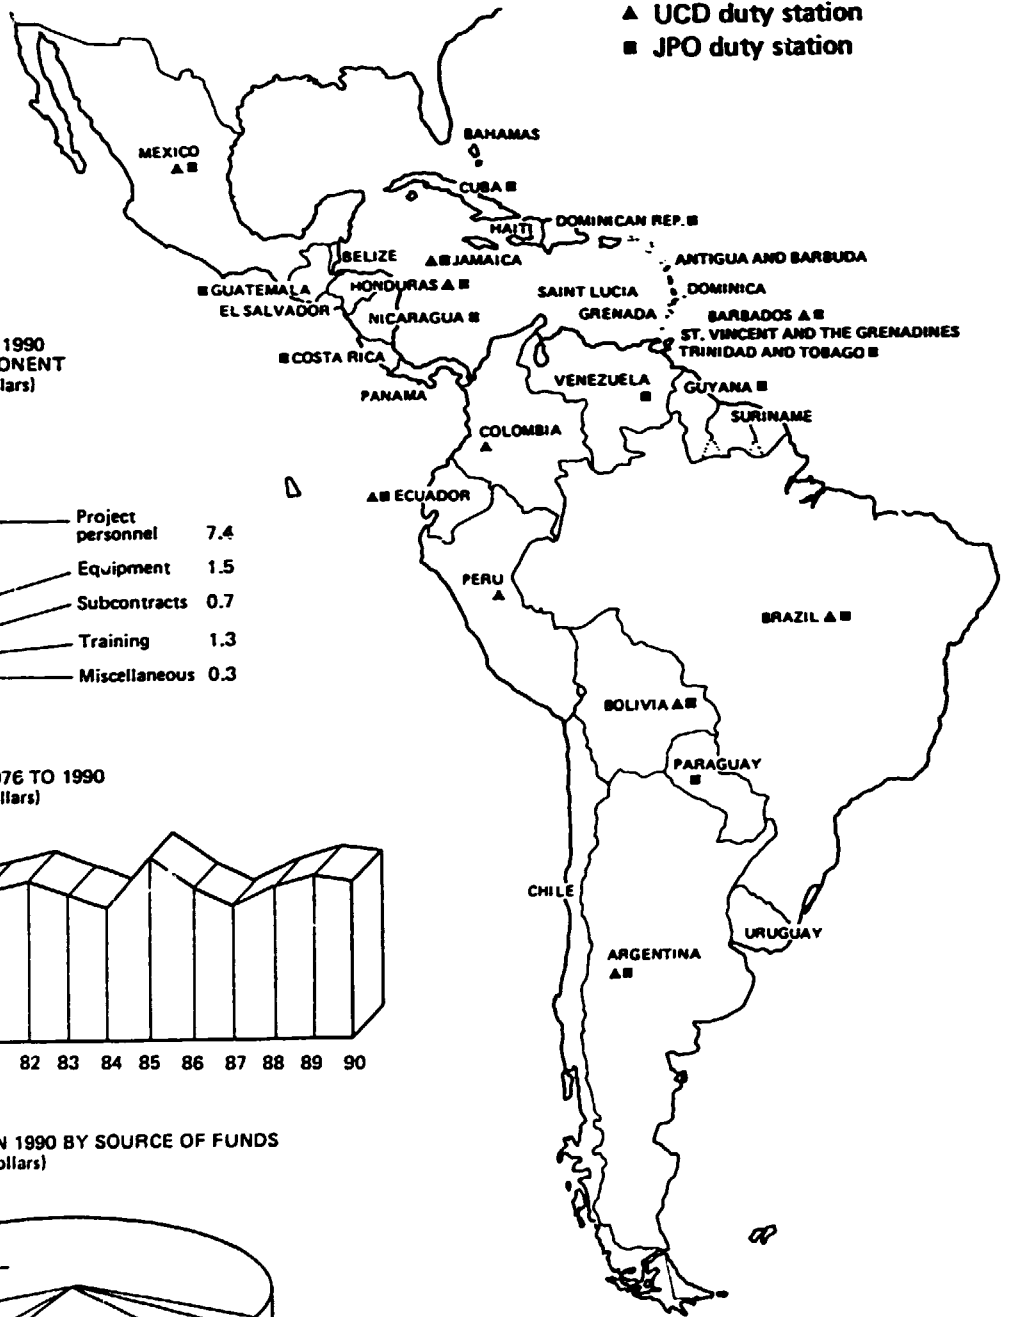 ▲ UCD duty station
■ JPO duty station
BAHAMAS
MEXICO
▲■
CUBA ■
DOMINICAN REP. ■
HAITI
BELIZE
▲■ JAMAICA
ANTIGUA AND BARBUDA
■ GUATEMALA
HONDURAS ▲ ■
SAINT LUCIA
DOMINICA
EL SALVADOR
NICARAGUA ■
GRENADA
BARBADOS ▲ ■
ST. VINCENT AND THE GRENADINES
■ COSTA RICA
TRINIDAD AND TOBAGO ■
PANAMA
VENEZUELA
■
GUYANA ■
SURINAME
COLOMBIA
▲
▲■ ECUADOR
PERU
▲
BRAZIL ▲ ■
BOLIVIA ▲■
PARAGUAY
■
CHILE
URUGUAY
ARGENTINA
▲■
1990
ONENT
lars)
Project
personnel 7.4
Equipment 1.5
Subcontracts 0.7
Training 1.3
Miscellaneous 0.3
976 TO 1990
llars)
82 83 84 85 86 87 88 89 90
N 1990 BY SOURCE OF FUNDS
ollars)